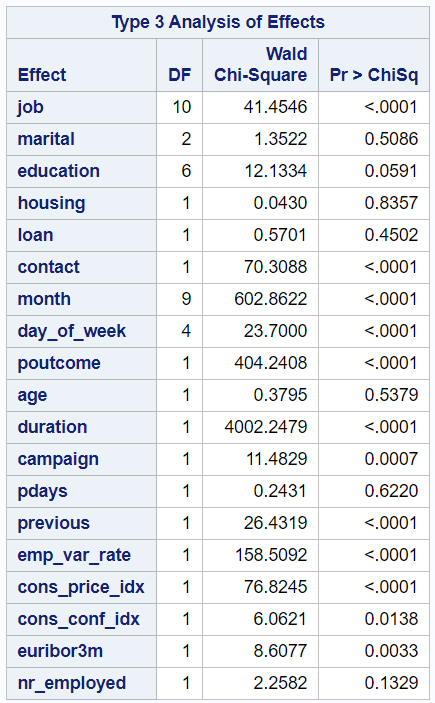 Type 3 Analysis of Effects
Effect DF Wald Chi-Square Pr > ChiSq
job 10 41.4546 <.0001
marital 2 1.3522 0.5086
education 6 12.1334 0.0591
housing 1 0.0430 0.8357
loan 1 0.5701 0.4502
contact 1 70.3088 <.0001
month 9 602.8622 <.0001
day_of_week 4 23.7000 <.0001
poutcome 1 404.2408 <.0001
age 1 0.3795 0.5379
duration 1 4002.2479 <.0001
campaign 1 11.4829 0.0007
pdays 1 0.2431 0.6220
previous 1 26.4319 <.0001
emp_var_rate 1 158.5092 <.0001
cons_price_idx 1 76.8245 <.0001
cons_conf_idx 1 6.0621 0.0138
euribor3m 1 8.6077 0.0033
nr_employed 1 2.2582 0.1329